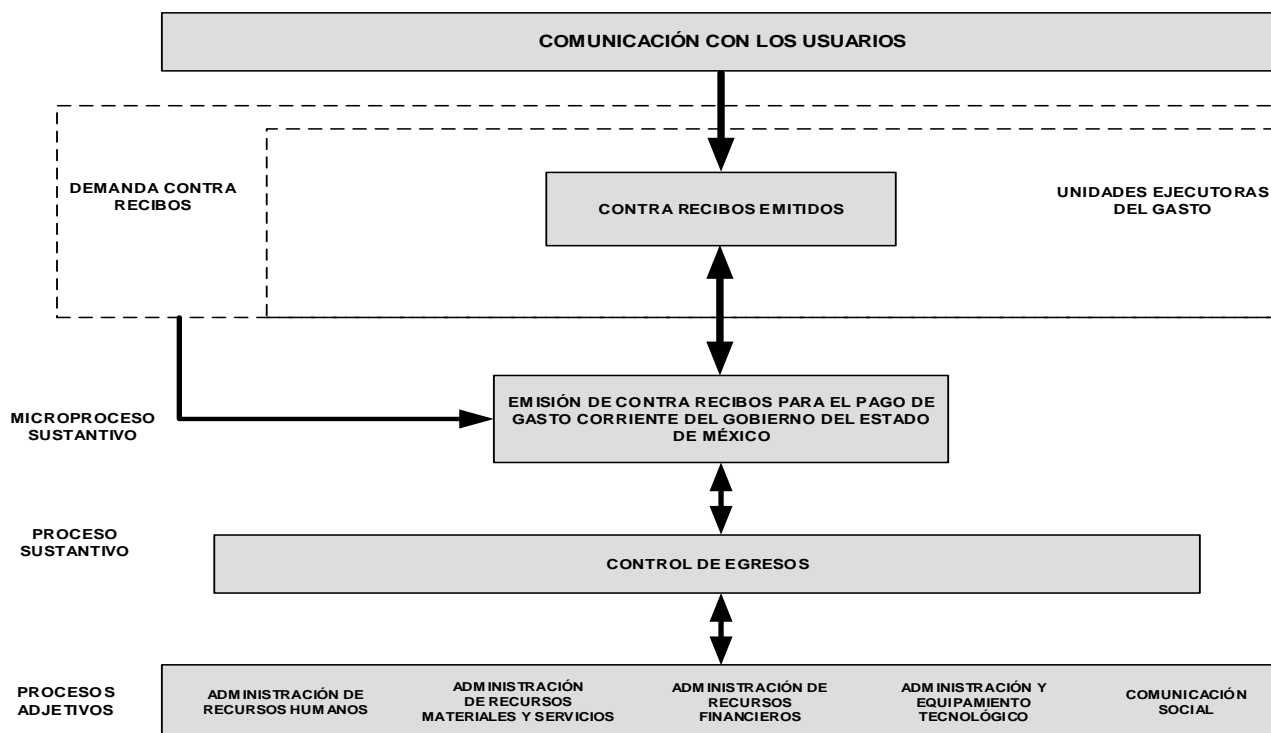 COMUNICACIÓN CON LOS USUARIOS
DEMANDA CONTRA
RECIBOS
CONTRA RECIBOS EMITIDOS
UNIDADES EJECUTORAS
DEL GASTO
MICROPROCESO
SUSTANTIVO
EMISIÓN DE CONTRA RECIBOS PARA EL PAGO DE
GASTO CORRIENTE DEL GOBIERNO DEL ESTADO
DE MÉXICO
PROCESO
SUSTANTIVO
CONTROL DE EGRESOS
PROCESOS
ADJETIVOS
ADMINISTRACIÓN DE
RECURSOS HUMANOS
ADMINISTRACIÓN
DE RECURSOS
MATERIALES Y SERVICIOS
ADMINISTRACIÓN DE
RECURSOS
FINANCIEROS
ADMINISTRACIÓN Y
EQUIPAMIENTO
TECNOLÓGICO
COMUNICACIÓN
SOCIAL